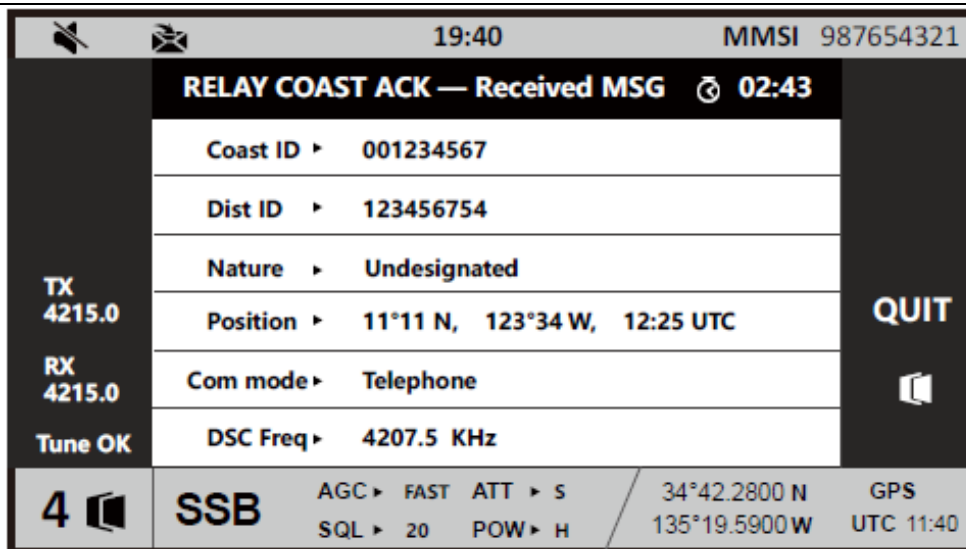 19:40 MMSI 987654321
RELAY COAST ACK — Received MSG 02:43
Coast ID ▸ 001234567
Dist ID ▸ 123456754
Nature ▸ Undesignated
Position ▸ 11°11 N, 123°34 W, 12:25 UTC
Com mode ▸ Telephone
DSC Freq ▸ 4207.5 KHz
TX
4215.0
RX
4215.0
Tune OK
QUIT
4 SSB
AGC ▸ FAST ATT ▸ S
SQL ▸ 20 POW ▸ H
34°42.2800 N
135°19.5900 W
GPS
UTC 11:40